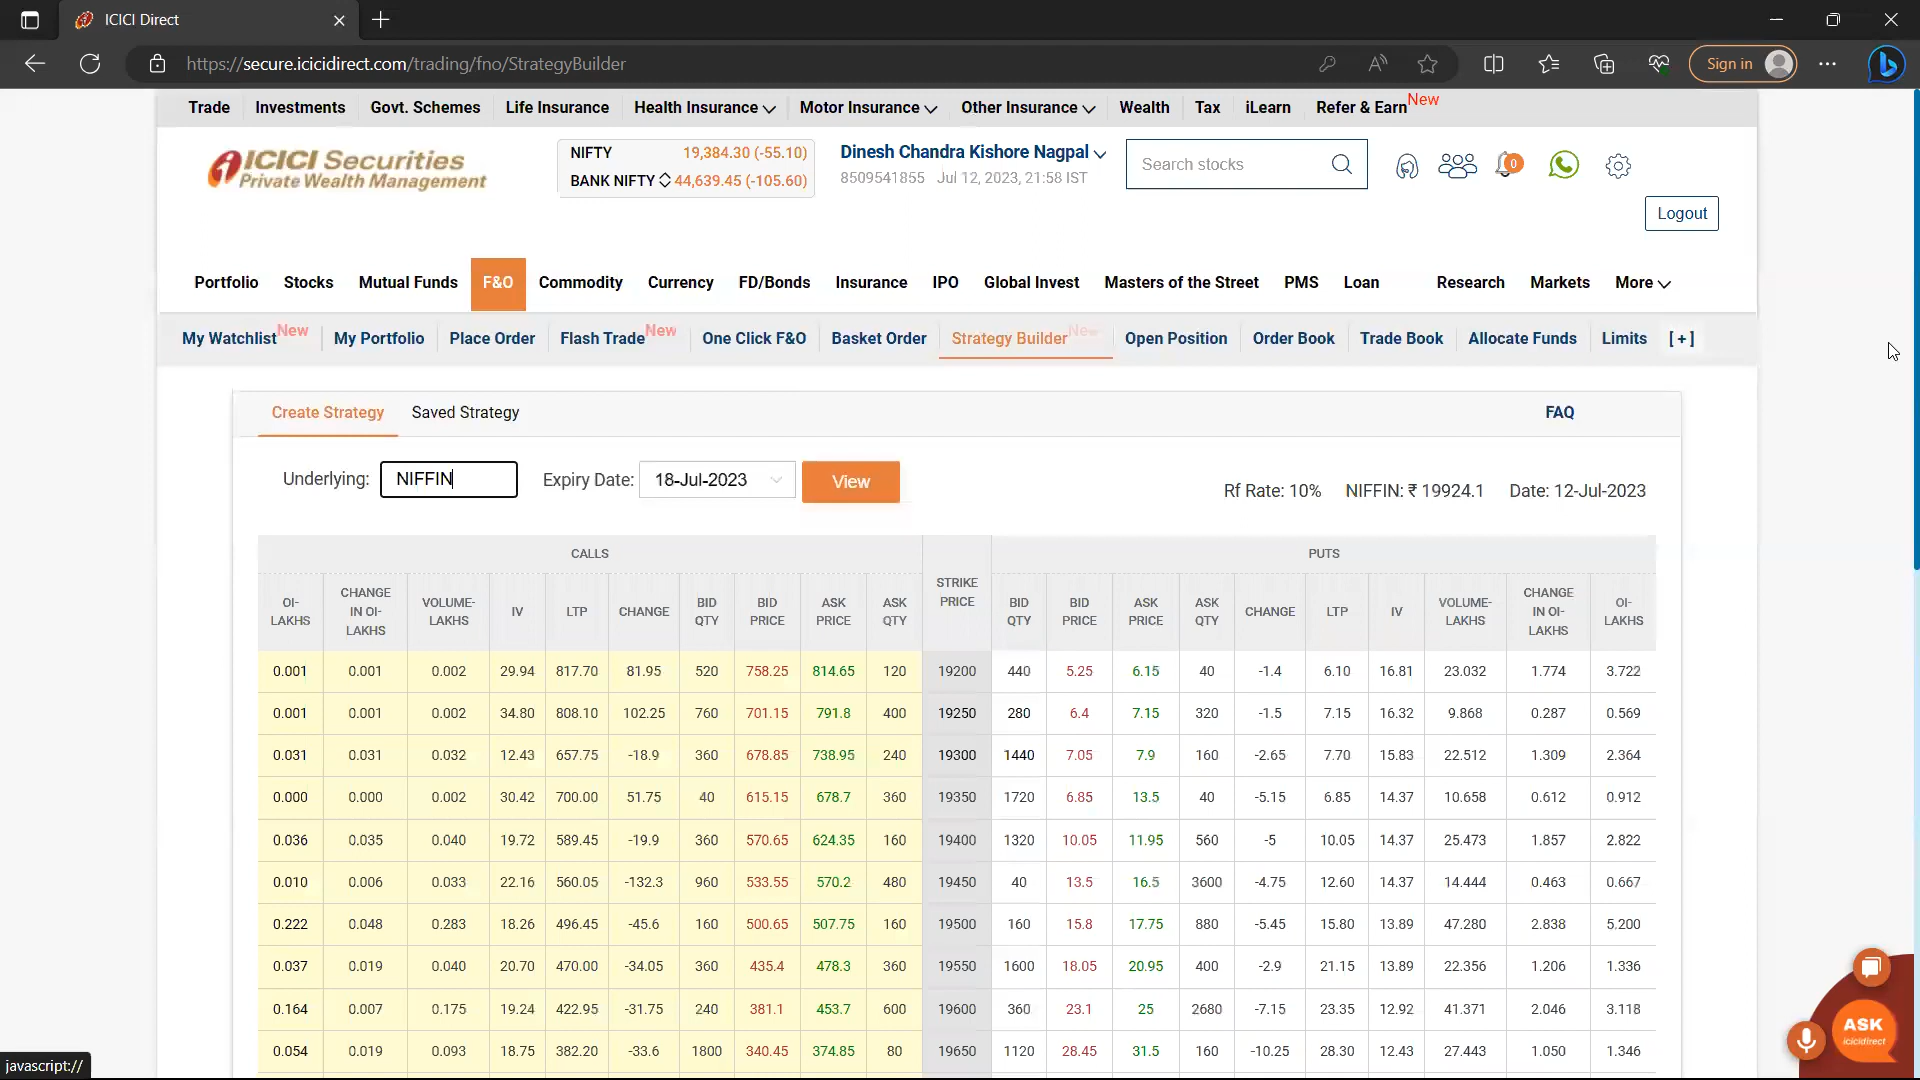 ICICI Direct
https://secure.icicidirect.com/trading/fno/StrategyBuilder
Sign in
Trade Investments Govt. Schemes Life Insurance Health Insurance Motor Insurance Other Insurance Wealth Tax iLearn Refer & Earn New
ICICI Securities
Private Wealth Management
NIFTY 19,384.30 (-55.10)
BANK NIFTY 44,639.45 (-105.60)
Dinesh Chandra Kishore Nagpal
8509541855 Jul 12, 2023, 21:58 IST
Search stocks
0
Logout
Portfolio Stocks Mutual Funds F&O Commodity Currency FD/Bonds Insurance IPO Global Invest Masters of the Street PMS Loan Research Markets More
My Watchlist New My Portfolio Place Order Flash Trade New One Click F&O Basket Order Strategy Builder New Open Position Order Book Trade Book Allocate Funds Limits [+]
Create Strategy Saved Strategy FAQ
Underlying: NIFFIN Expiry Date: 18-Jul-2023 View
Rf Rate: 10% NIFFIN: ₹ 19924.1 Date: 12-Jul-2023
CALLS STRIKE PRICE PUTS
OI-LAKHS CHANGE IN OI-LAKHS VOLUME-LAKHS IV LTP CHANGE BID QTY BID PRICE ASK PRICE ASK QTY BID QTY BID PRICE ASK PRICE ASK QTY CHANGE LTP IV VOLUME-LAKHS CHANGE IN OI-LAKHS OI-LAKHS
0.001 0.001 0.002 29.94 817.70 81.95 520 758.25 814.65 120 19200 440 5.25 6.15 40 -1.4 6.10 16.81 23.032 1.774 3.722
0.001 0.001 0.002 34.80 808.10 102.25 760 701.15 791.8 400 19250 280 6.4 7.15 320 -1.5 7.15 16.32 9.868 0.287 0.569
0.031 0.031 0.032 12.43 657.75 -18.9 360 678.85 738.95 240 19300 1440 7.05 7.9 160 -2.65 7.70 15.83 22.512 1.309 2.364
0.000 0.000 0.002 30.42 700.00 51.75 40 615.15 678.7 360 19350 1720 6.85 13.5 40 -5.15 6.85 14.37 10.658 0.612 0.912
0.036 0.035 0.040 19.72 589.45 -19.9 360 570.65 624.35 160 19400 1320 10.05 11.95 560 -5 10.05 14.37 25.473 1.857 2.822
0.010 0.006 0.033 22.16 560.05 -132.3 960 533.55 570.2 480 19450 40 13.5 16.5 3600 -4.75 12.60 14.37 14.444 0.463 0.667
0.222 0.048 0.283 18.26 496.45 -45.6 160 500.65 507.75 160 19500 160 15.8 17.75 880 -5.45 15.80 13.89 47.280 2.838 5.200
0.037 0.019 0.040 20.70 470.00 -34.05 360 435.4 478.3 360 19550 1600 18.05 20.95 400 -2.9 21.15 13.89 22.356 1.206 1.336
0.164 0.007 0.175 19.24 422.95 -31.75 240 381.1 453.7 600 19600 360 23.1 25 2680 -7.15 23.35 12.92 41.371 2.046 3.118
0.054 0.019 0.093 18.75 382.20 -33.6 1800 340.45 374.85 80 19650 1120 28.45 31.5 160 -10.25 28.30 12.43 27.443 1.050 1.346
ASK
icicidirect
javascript://